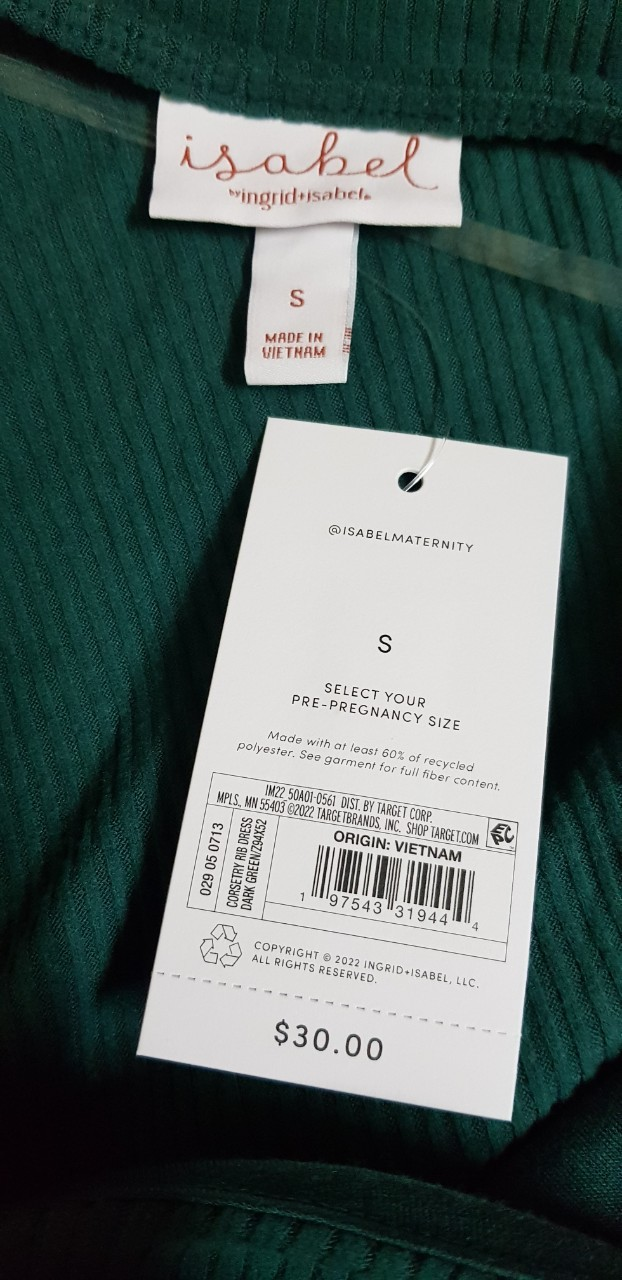 isabel
by ingrid+isabel®
S
MADE IN
VIETNAM
@ISABELMATERNITY
S
SELECT YOUR
PRE-PREGNANCY SIZE
Made with at least 60% of recycled
polyester. See garment for full fiber content.
IM22_50A01-0561 DIST. BY TARGET CORP.
MPLS, MN 55403 ©2022 TARGETBRANDS, INC. SHOP TARGET.COM
029 05 0713
CORSETRY RIB DRESS
DARK GREEN/Z94X52
ORIGIN: VIETNAM
1 97543 31944 4
EPC
COPYRIGHT © 2022 INGRID+ISABEL, LLC.
ALL RIGHTS RESERVED.
$30.00